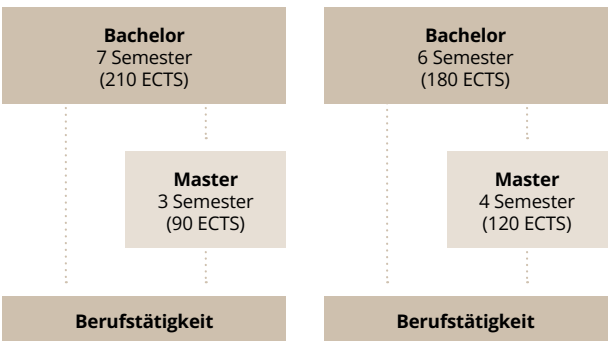 Bachelor
7 Semester
(210 ECTS)
Master
3 Semester
(90 ECTS)
Berufstätigkeit
Bachelor
6 Semester
(180 ECTS)
Master
4 Semester
(120 ECTS)
Berufstätigkeit